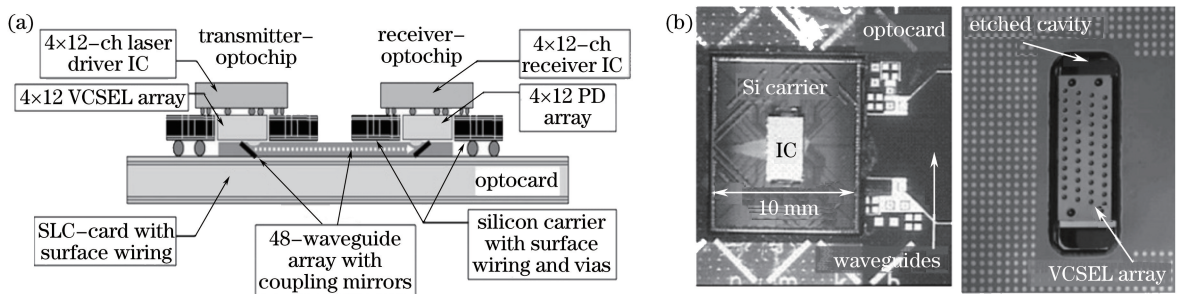 (a)
4×12-ch laser
driver IC
transmitter-
optochip
receiver-
optochip
4×12-ch
receiver IC
4×12 VCSEL array
4×12 PD
array
optocard
SLC-card with
surface wiring
48-waveguide
array with
coupling mirrors
silicon carrier
with surface
wiring and vias
(b)
optocard
Si carrier
IC
10 mm
waveguides
etched cavity
VCSEL array